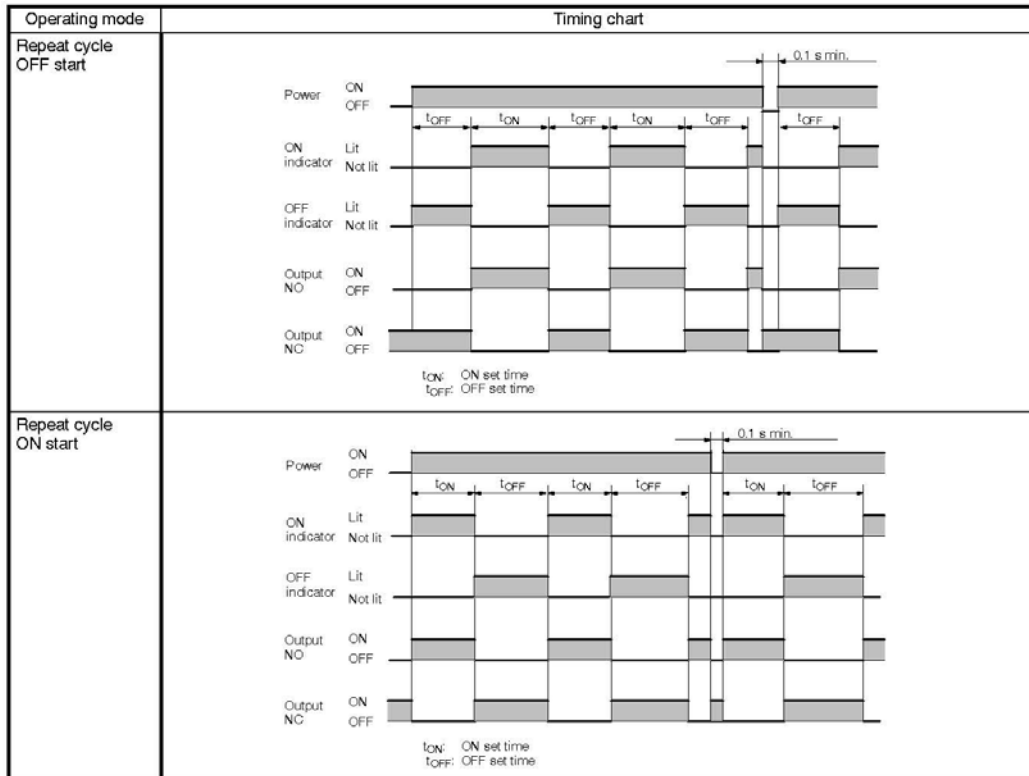 Operating mode
Timing chart
Repeat cycle
OFF start
0.1 s min.
Power
ON
OFF
tOFF tON tOFF tON tOFF tOFF
ON
indicator
Lit
Not lit
OFF
indicator
Lit
Not lit
Output
NO
ON
OFF
Output
NC
ON
OFF
tON: ON set time
tOFF: OFF set time
Repeat cycle
ON start
0.1 s min.
Power
ON
OFF
tON tOFF tON tOFF tON tOFF
ON
indicator
Lit
Not lit
OFF
indicator
Lit
Not lit
Output
NO
ON
OFF
Output
NC
ON
OFF
tON: ON set time
tOFF: OFF set time